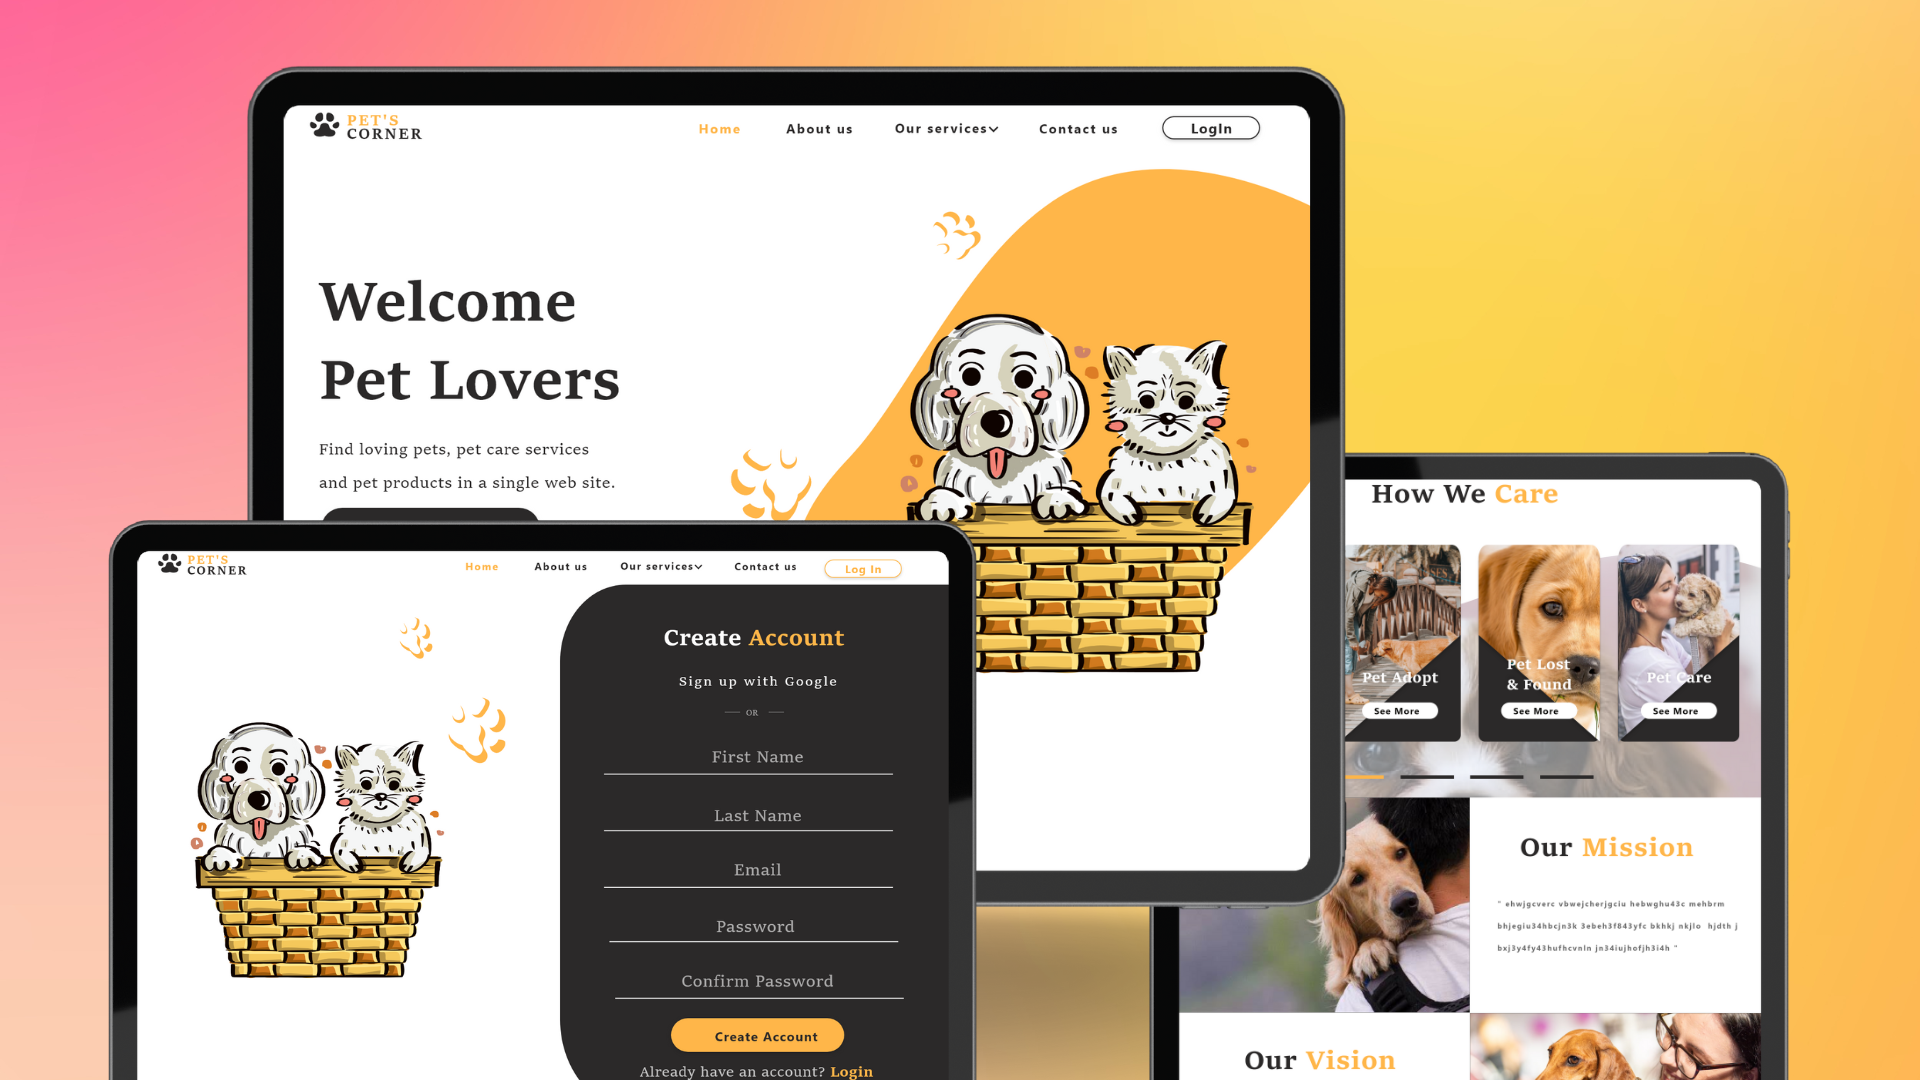 PET'S
CORNER
Home
About us
Our services
Contact us
LogIn
Welcome
Pet Lovers
Find loving pets, pet care services
and pet products in a single web site.
PET'S
CORNER
Home
About us
Our services
Contact us
Log In
Create Account
Sign up with Google
OR
First Name
Last Name
Email
Password
Confirm Password
Create Account
Already have an account? Login
How We Care
Pet Adopt
See More
Pet Lost
& Found
See More
Pet Care
See More
Our Mission
" ehwjgcverc vbwejcherjgciu hebwghu43c mehbrm
bhjegiu34hbcjn3k 3ebeh3f843yfc bkhkj nkjlo hjdth j
bxj3y4fy43hufhcvnln jn34iujhofjh3i4h "
Our Vision